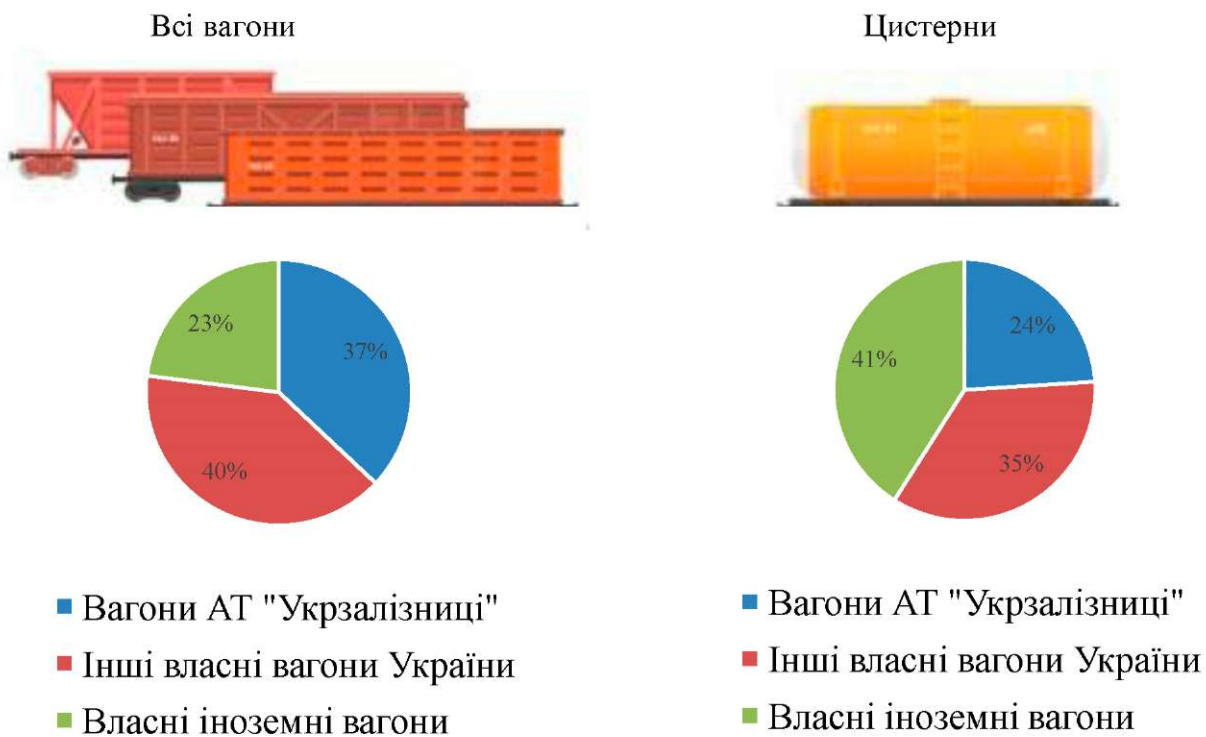 Всі вагони
Цистерни
23%
37%
40%
24%
41%
35%
Вагони АТ "Укрзалізниці"
Інші власні вагони України
Власні іноземні вагони
Вагони АТ "Укрзалізниці"
Інші власні вагони України
Власні іноземні вагони